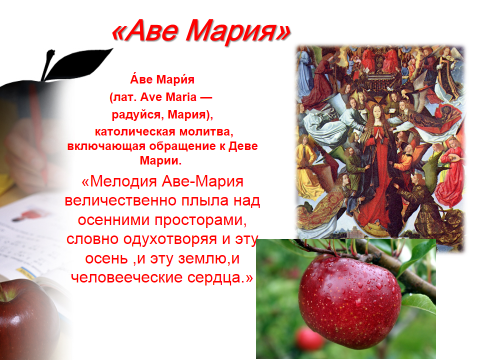 «Аве Мария»
А́ве Мари́я
(лат. Ave Maria —
радуйся, Мария),
католическая молитва,
включающая обращение к Деве
Марии.
«Мелодия Аве-Мария
величественно плыла над
осенними просторами,
словно одухотворяя и эту
осень ,и эту землю,и
человееческие сердца.»